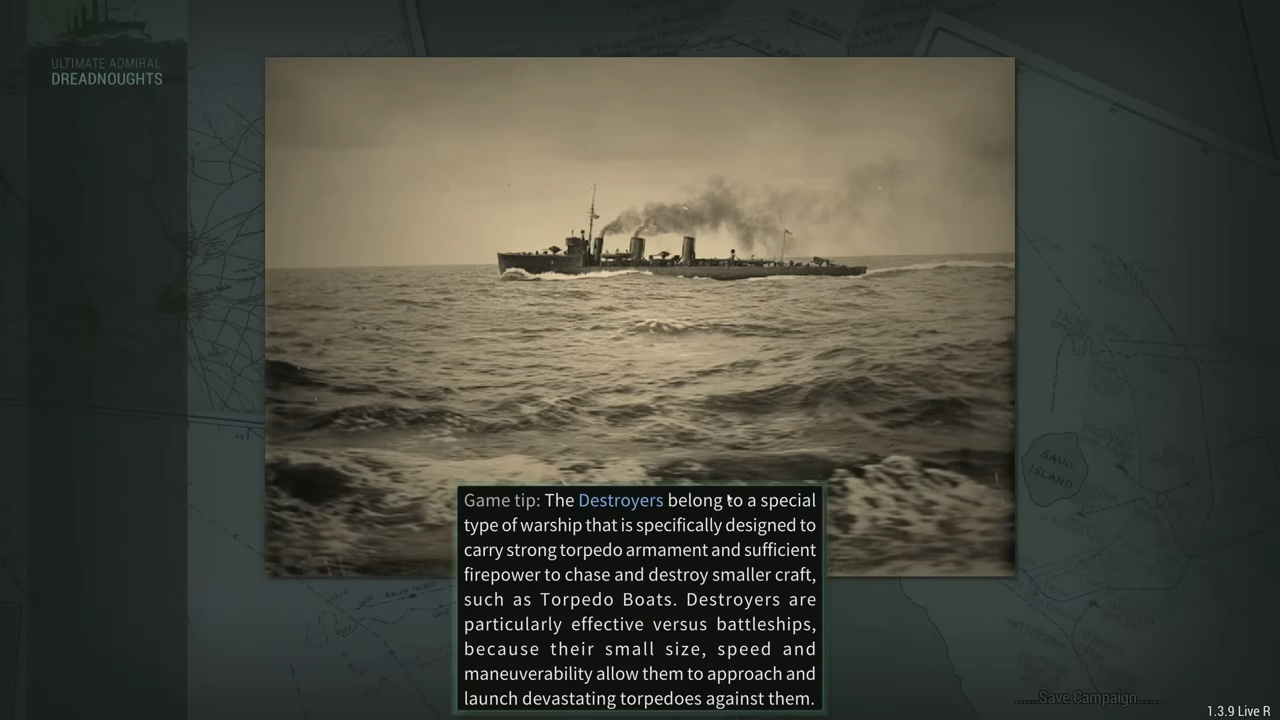 ULTIMATE ADMIRAL
DREADNOUGHTS
SAVO
ISLAND
Game tip: The Destroyers belong to a special
type of warship that is specifically designed to
carry strong torpedo armament and sufficient
firepower to chase and destroy smaller craft,
such as Torpedo Boats. Destroyers are
particularly effective versus battleships,
because their small size, speed and
maneuverability allow them to approach and
launch devastating torpedoes against them.
......Save Campaign......
1.3.9 Live R